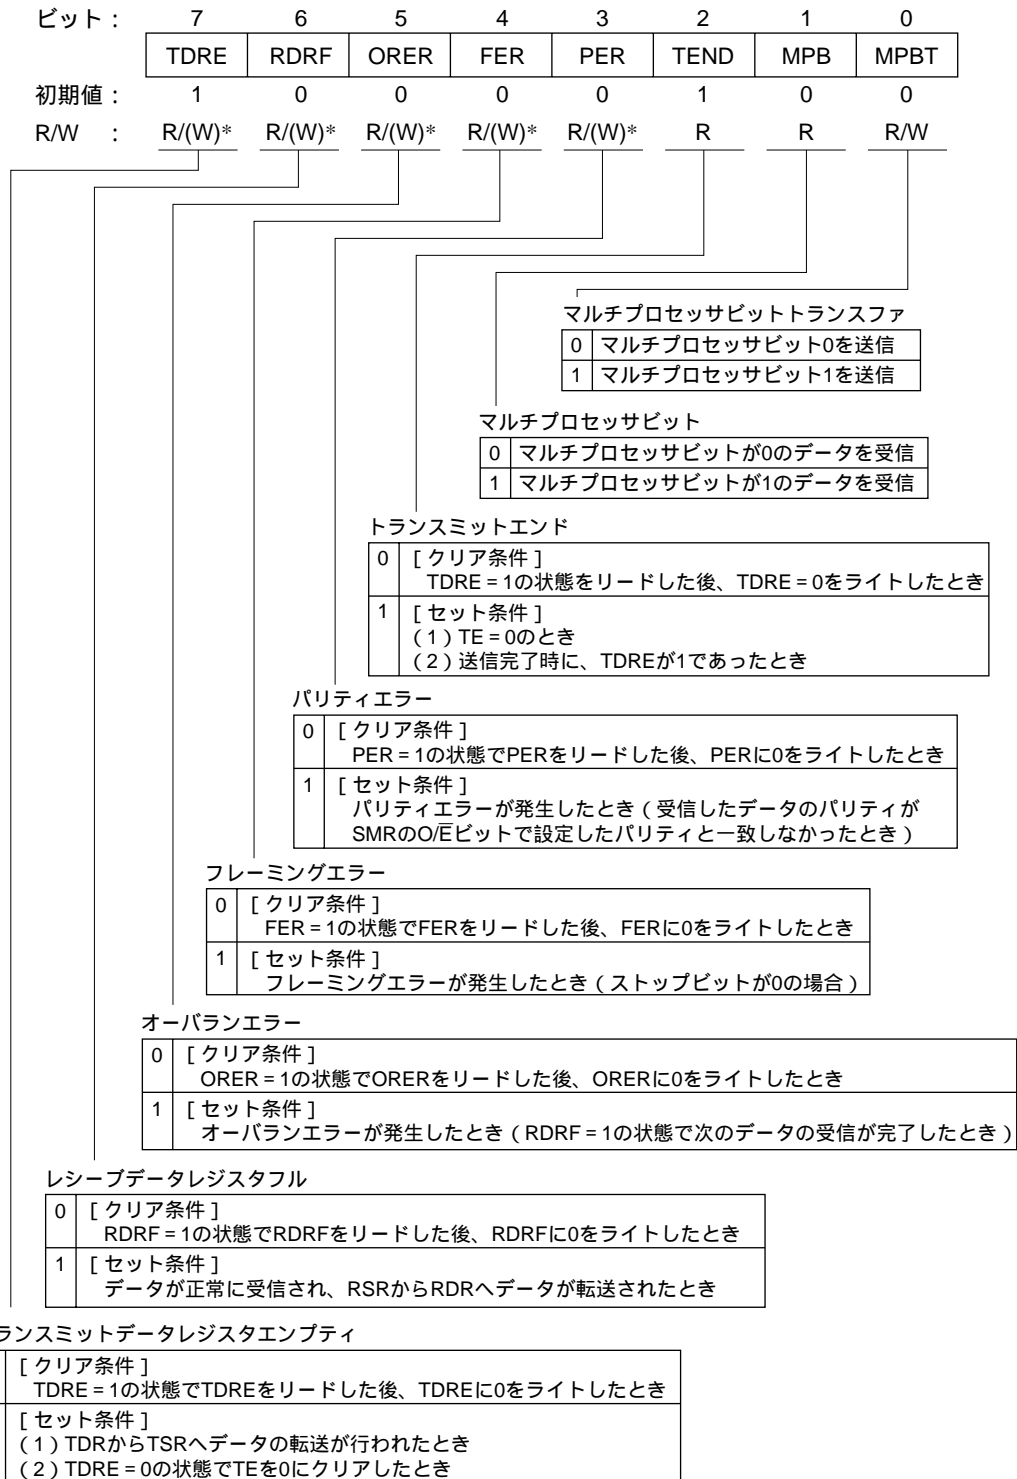 ビット： 7 6 5 4 3 2 1 0
TDRE RDRF ORER FER PER TEND MPB MPBT
初期値： 1 0 0 0 0 1 0 0
R/W ： R/(W)* R/(W)* R/(W)* R/(W)* R/(W)* R R R/W
マルチプロセッサビットトランスファ
0 マルチプロセッサビット0を送信
1 マルチプロセッサビット1を送信
マルチプロセッサビット
0 マルチプロセッサビットが0のデータを受信
1 マルチプロセッサビットが1のデータを受信
トランスミットエンド
0 ［クリア条件］
TDRE＝1の状態をリードした後、TDRE＝0をライトしたとき
1 ［セット条件］
（1）TE＝0のとき
（2）送信完了時に、TDREが1であったとき
パリティエラー
0 ［クリア条件］
PER＝1の状態でPERをリードした後、PERに0をライトしたとき
1 ［セット条件］
パリティエラーが発生したとき（受信したデータのパリティが
SMRのO/E̅ビットで設定したパリティと一致しなかったとき）
フレーミングエラー
0 ［クリア条件］
FER＝1の状態でFERをリードした後、FERに0をライトしたとき
1 ［セット条件］
フレーミングエラーが発生したとき（ストップビットが0の場合）
オーバランエラー
0 ［クリア条件］
ORER＝1の状態でORERをリードした後、ORERに0をライトしたとき
1 ［セット条件］
オーバランエラーが発生したとき（RDRF＝1の状態で次のデータの受信が完了したとき）
レシーブデータレジスタフル
0 ［クリア条件］
RDRF＝1の状態でRDRFをリードした後、RDRFに0をライトしたとき
1 ［セット条件］
データが正常に受信され、RSRからRDRへデータが転送されたとき
ランスミットデータレジスタエンプティ
［クリア条件］
TDRE＝1の状態でTDREをリードした後、TDREに0をライトしたとき
［セット条件］
（1）TDRからTSRへデータの転送が行われたとき
（2）TDRE＝0の状態でTEを0にクリアしたとき